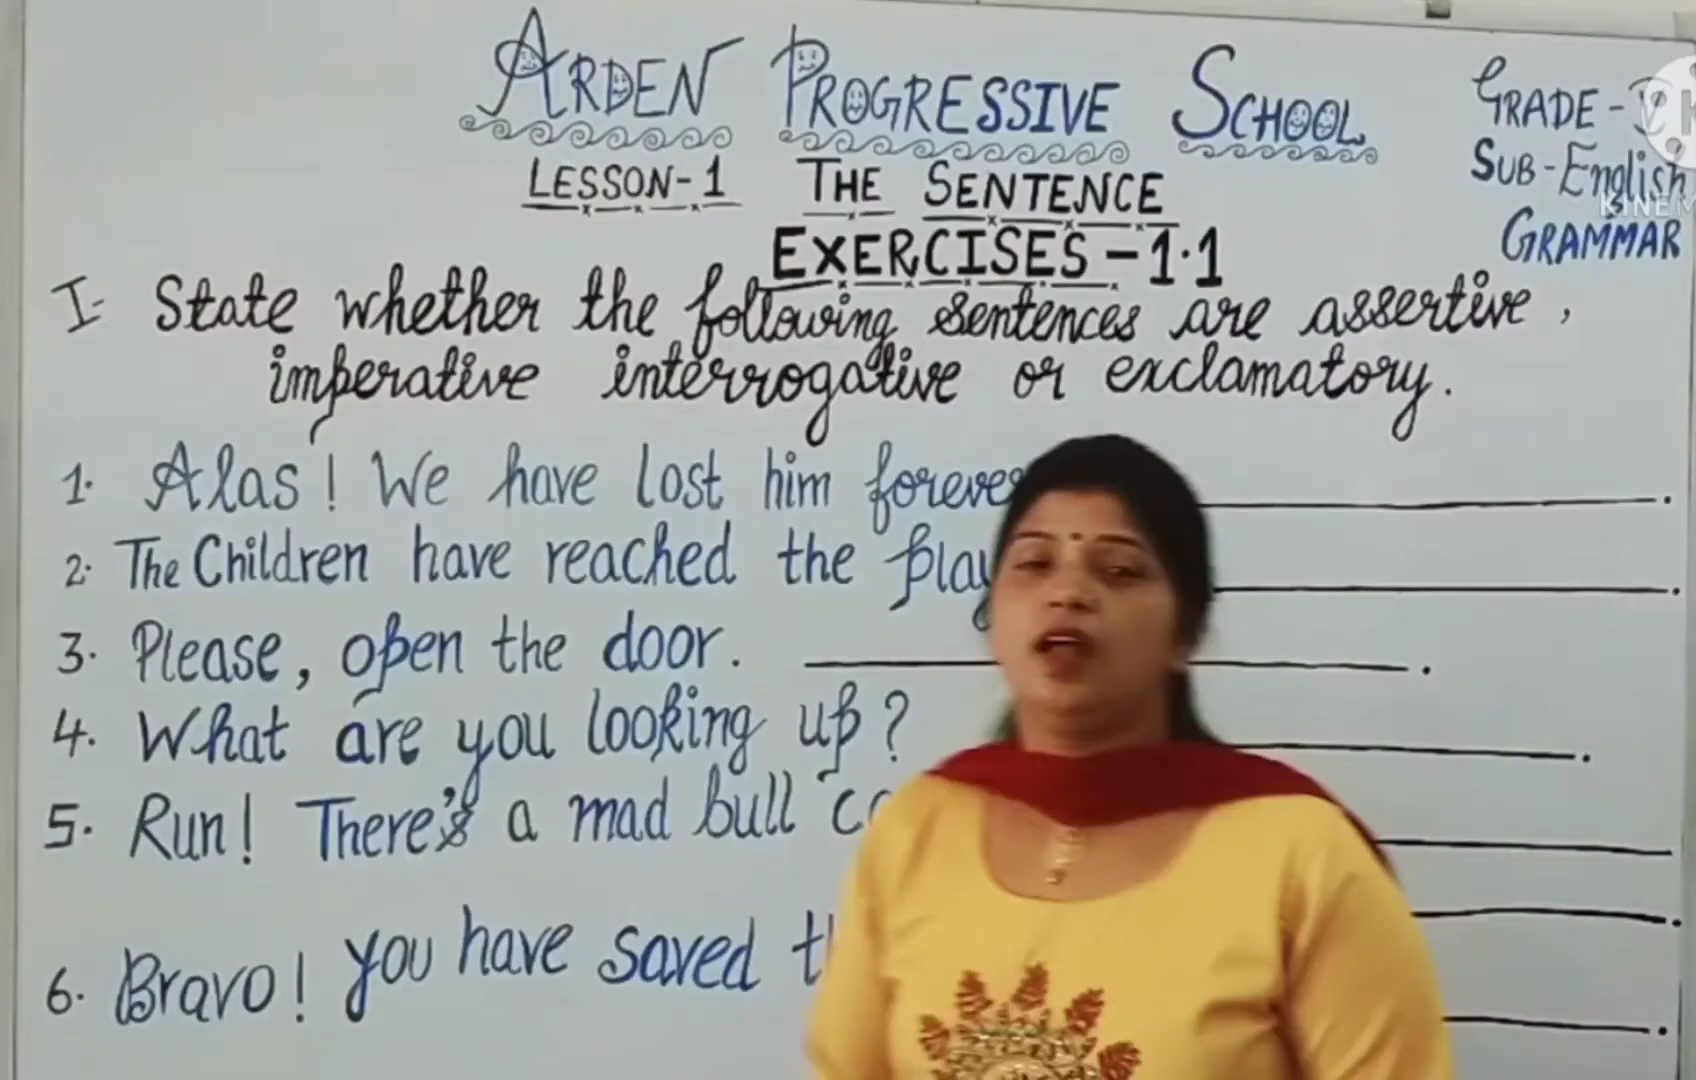 ARDEN PROGRESSIVE SCHOOL
GRADE -
SUB - English
GRAMMAR
LESSON-1 THE SENTENCE
EXERCISES -1.1
I- State whether the following sentences are assertive,
imperative interrogative or exclamatory.
1. Alas! We have lost him
2. The Children have reached the
3. Please, open the door.
4. What are you looking up?
5. Run! There's a mad bull
6. Bravo! you have saved